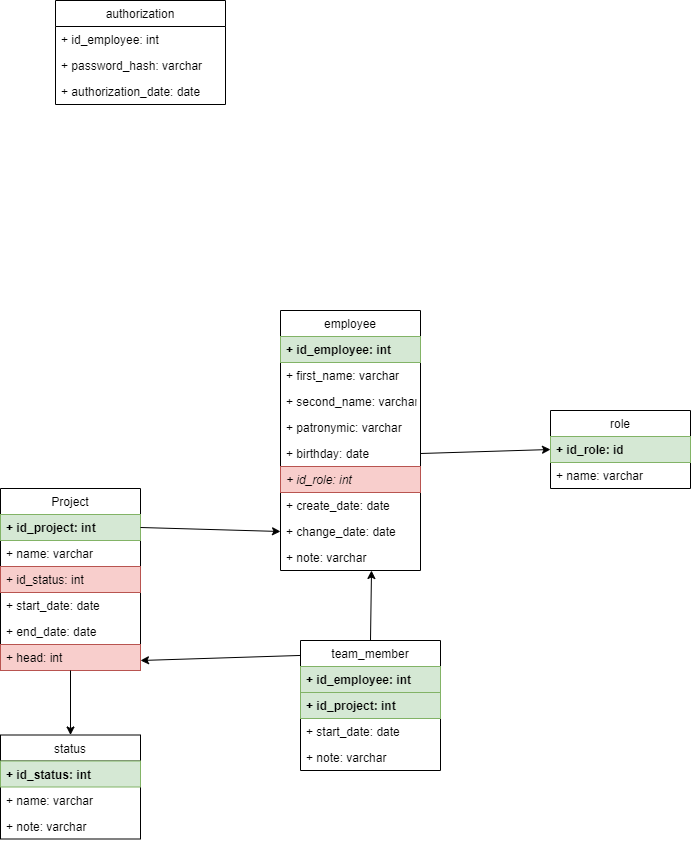 authorization
+ id_employee: int
+ password_hash: varchar
+ authorization_date: date
employee
+ id_employee: int
+ first_name: varchar
+ second_name: varchar
+ patronymic: varchar
+ birthday: date
+ id_role: int
+ create_date: date
+ change_date: date
+ note: varchar
role
+ id_role: id
+ name: varchar
Project
+ id_project: int
+ name: varchar
+ id_status: int
+ start_date: date
+ end_date: date
+ head: int
team_member
+ id_employee: int
+ id_project: int
+ start_date: date
+ note: varchar
status
+ id_status: int
+ name: varchar
+ note: varchar